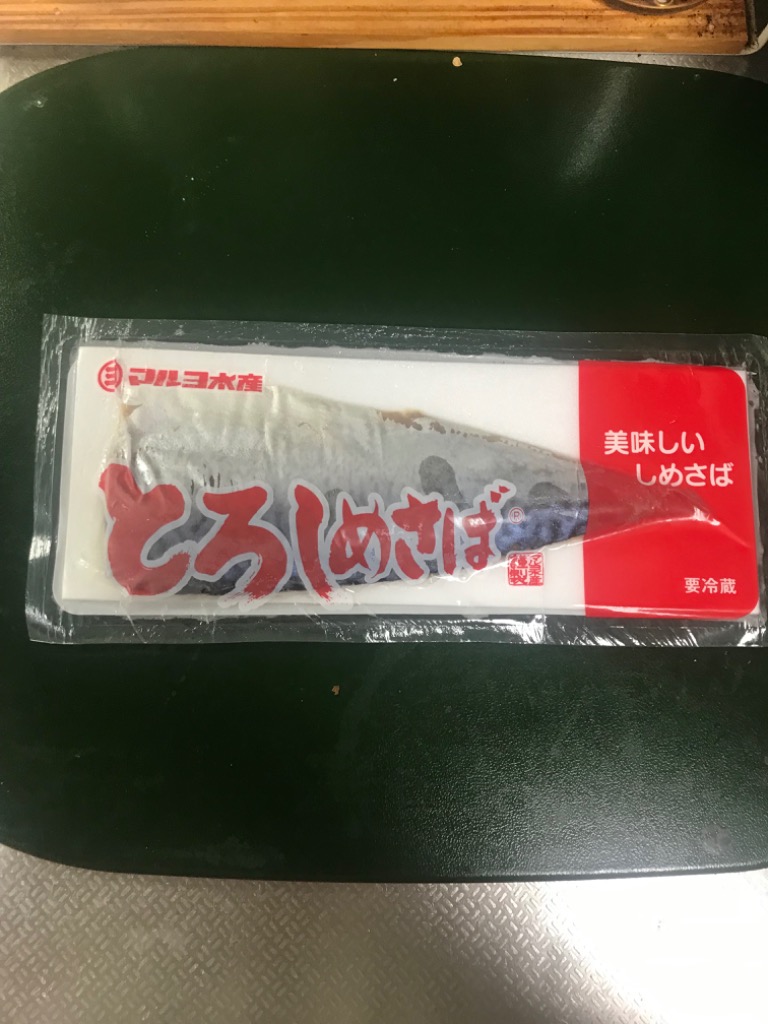 マルヨ水産
とろしめさば®
美味しい
しめさば
要冷蔵